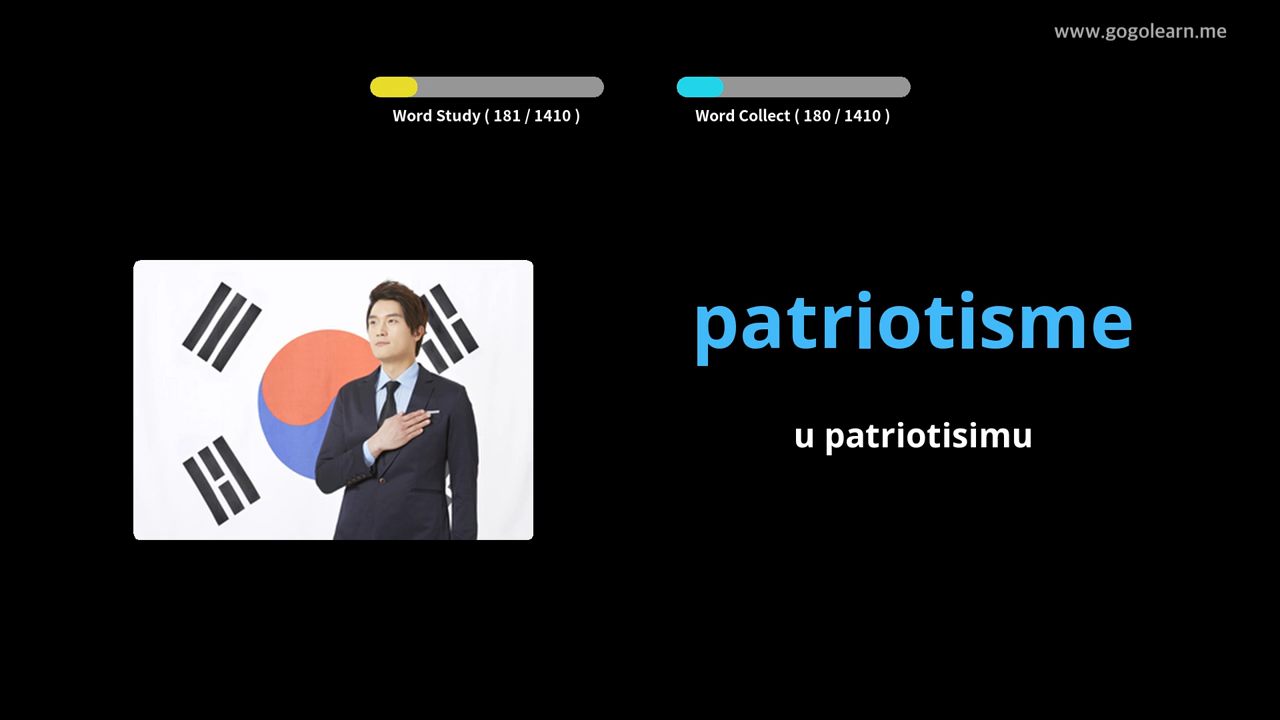 www.gogolearn.me
Word Study ( 181 / 1410 )
Word Collect ( 180 / 1410 )
patriotisme
u patriotisimu